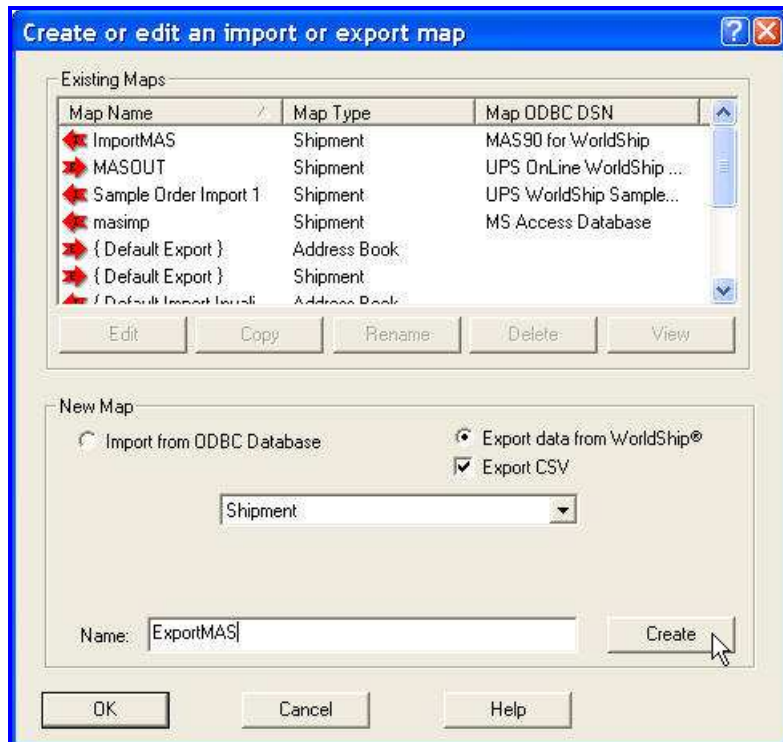 Create or edit an import or export map
Existing Maps
Map Name Map Type Map ODBC DSN
ImportMAS Shipment MAS90 for WorldShip
MASOUT Shipment UPS OnLine WorldShip ...
Sample Order Import 1 Shipment UPS WorldShip Sample...
masimp Shipment MS Access Database
{ Default Export } Address Book
{ Default Export } Shipment
{ Default Import Invali... Address Book
Edit Copy Rename Delete View
New Map
Import from ODBC Database Export data from WorldShip®
Export CSV
Shipment
Name: ExportMAS Create
OK Cancel Help